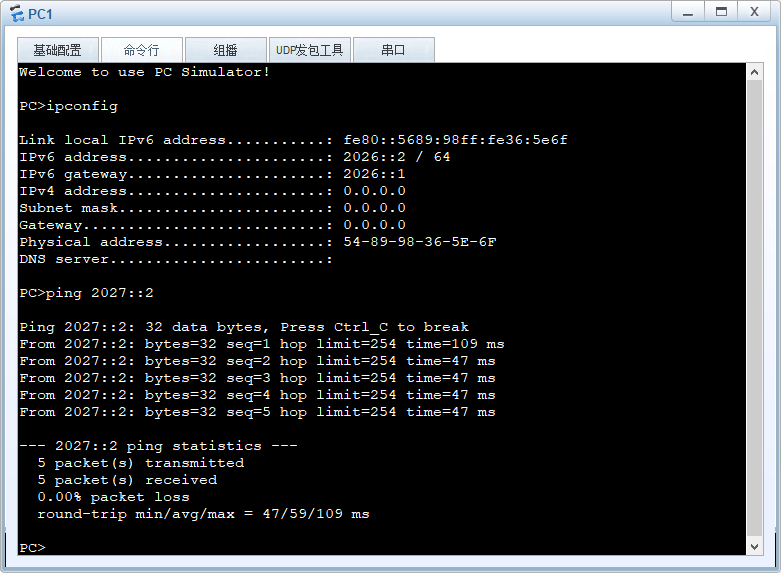 PC1
基础配置 命令行 组播 UDP发包工具 串口
Welcome to use PC Simulator!
PC>ipconfig
Link local IPv6 address...........: fe80::5689:98ff:fe36:5e6f
IPv6 address......................: 2026::2 / 64
IPv6 gateway......................: 2026::1
IPv4 address......................: 0.0.0.0
Subnet mask.......................: 0.0.0.0
Gateway...........................: 0.0.0.0
Physical address..................: 54-89-98-36-5E-6F
DNS server........................:
PC>ping 2027::2
Ping 2027::2: 32 data bytes, Press Ctrl_C to break
From 2027::2: bytes=32 seq=1 hop limit=254 time=109 ms
From 2027::2: bytes=32 seq=2 hop limit=254 time=47 ms
From 2027::2: bytes=32 seq=3 hop limit=254 time=47 ms
From 2027::2: bytes=32 seq=4 hop limit=254 time=47 ms
From 2027::2: bytes=32 seq=5 hop limit=254 time=47 ms
--- 2027::2 ping statistics ---
5 packet(s) transmitted
5 packet(s) received
0.00% packet loss
round-trip min/avg/max = 47/59/109 ms
PC>